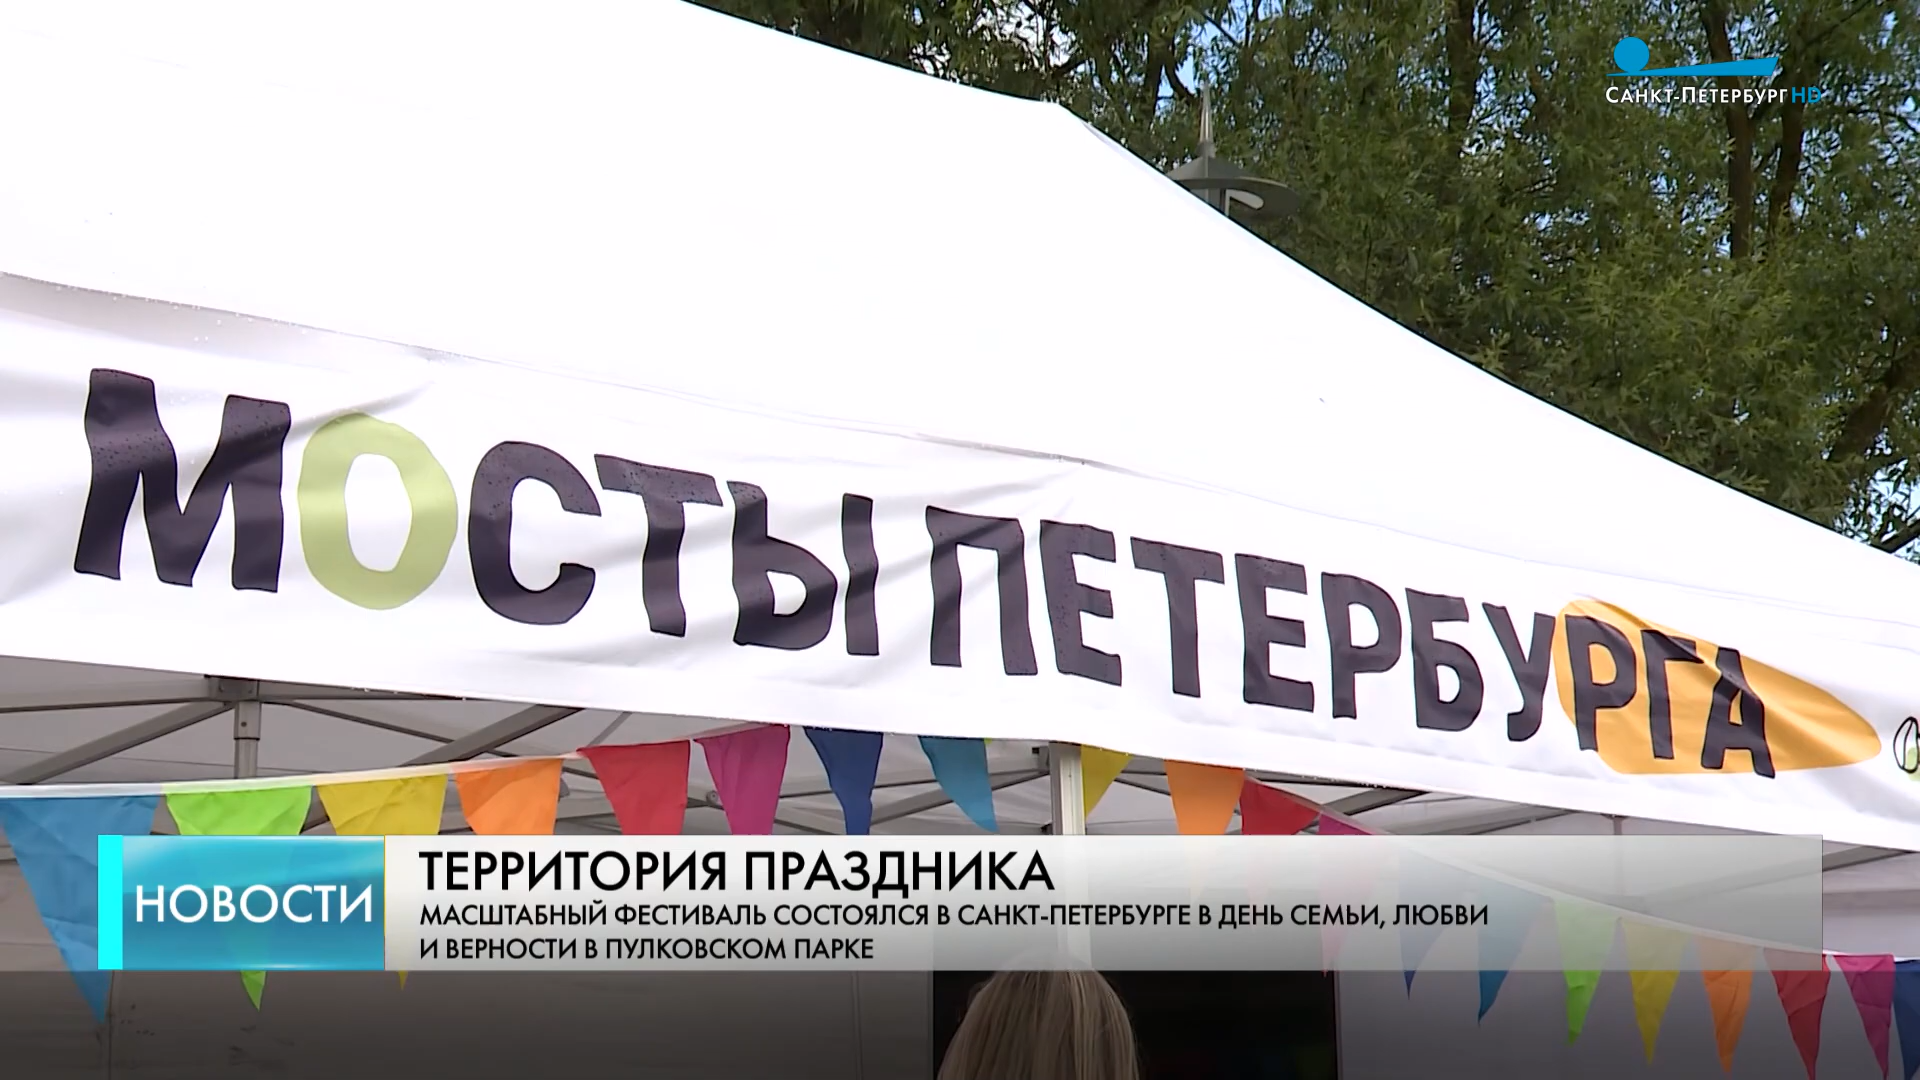 Санкт-Петербург HD
МОСТЫ ПЕТЕРБУРГА
НОВОСТИ
ТЕРРИТОРИЯ ПРАЗДНИКА
МАСШТАБНЫЙ ФЕСТИВАЛЬ СОСТОЯЛСЯ В САНКТ-ПЕТЕРБУРГЕ В ДЕНЬ СЕМЬИ, ЛЮБВИ
И ВЕРНОСТИ В ПУЛКОВСКОМ ПАРКЕ